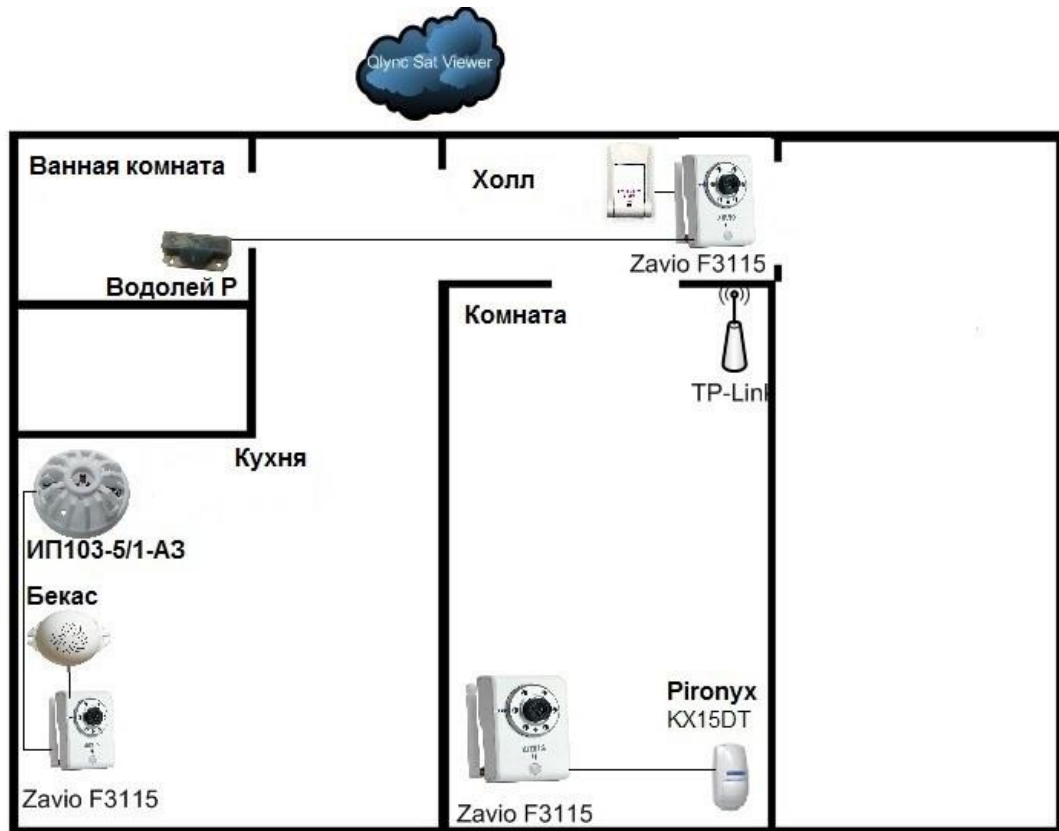 Qlync Sat Viewer
Ванная комната
Холл
Zavio F3115
Водолей Р
Комната
TP-Link
Кухня
ИП103-5/1-А3
Бекас
Pironyx
KX15DT
Zavio F3115
Zavio F3115